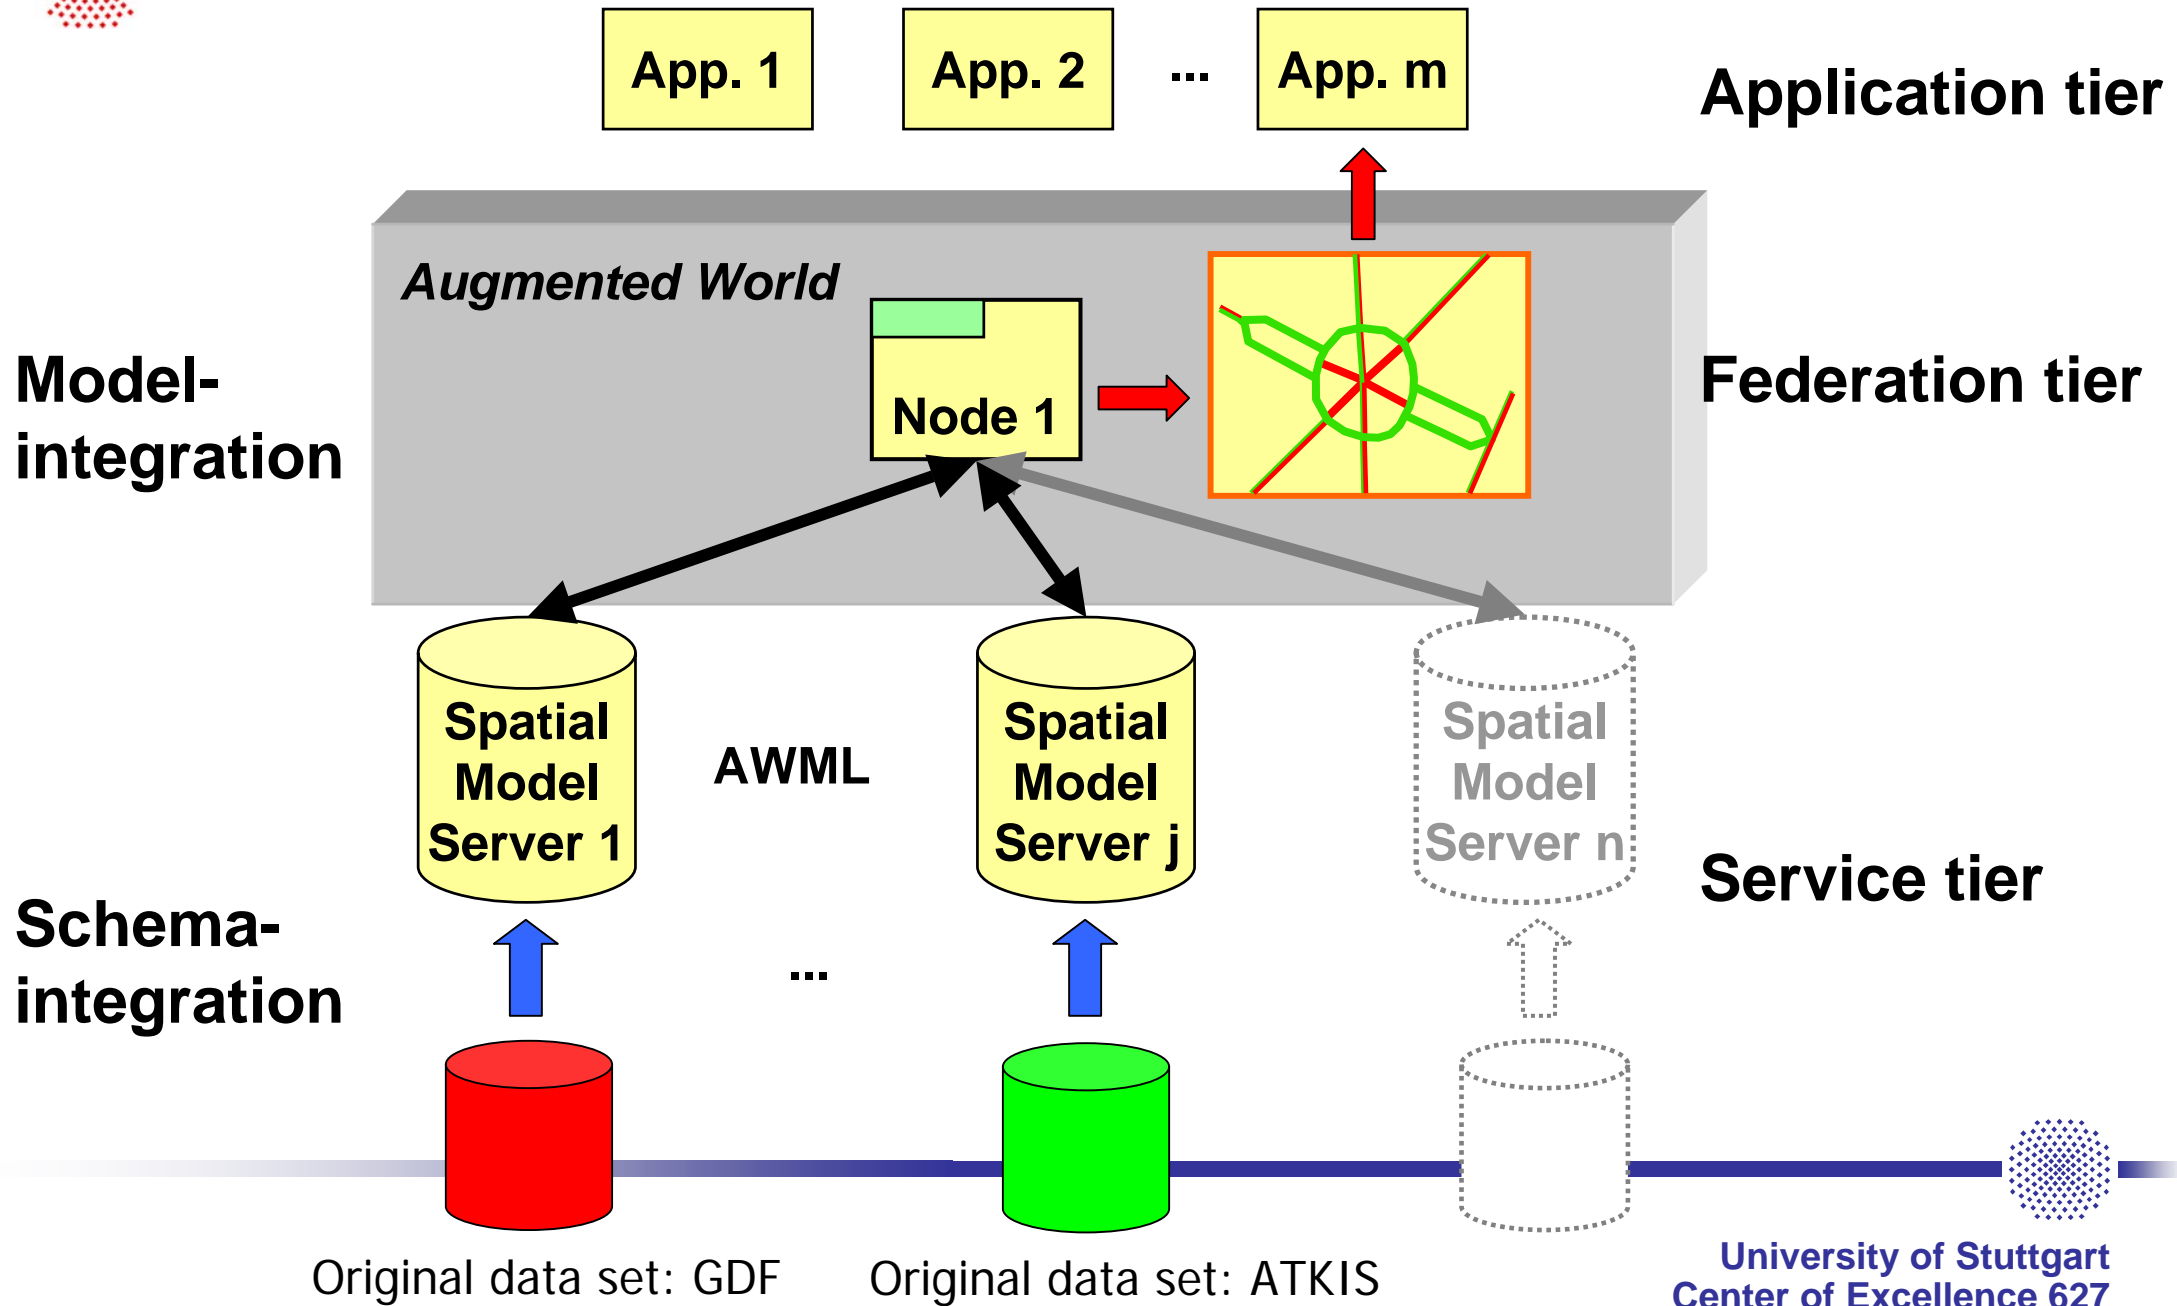 App. 1
App. 2
...
App. m
Application tier
Augmented World
Model-
integration
Node 1
Federation tier
Spatial
Model
Server 1
AWML
Spatial
Model
Server j
Spatial
Model
Server n
Service tier
Schema-
integration
...
Original data set: GDF
Original data set: ATKIS
University of Stuttgart
Center of Excellence 627